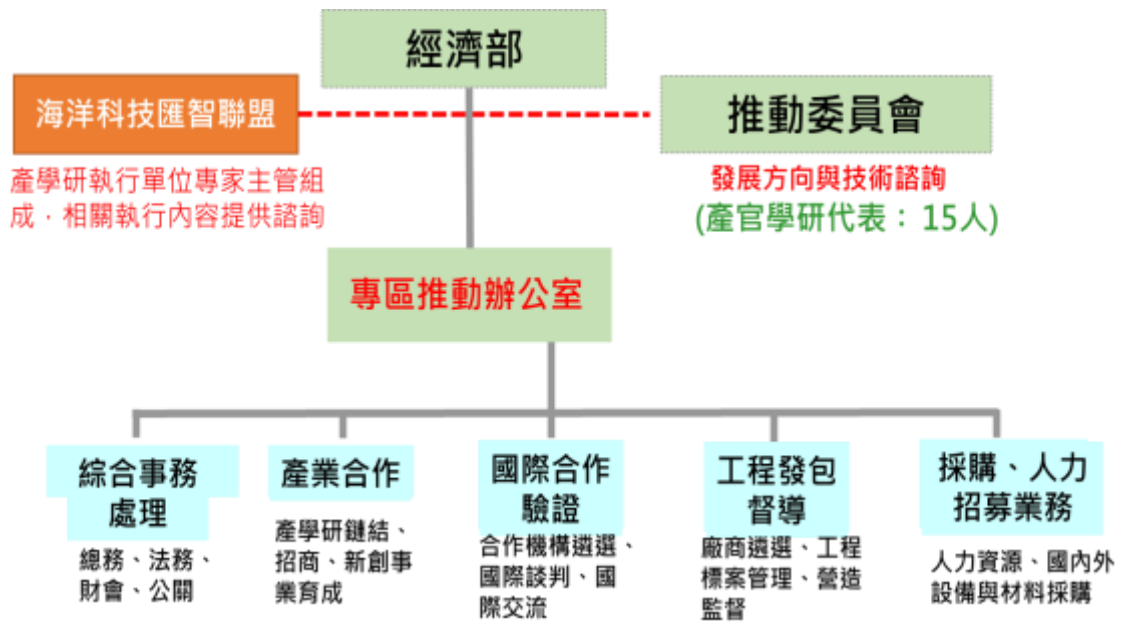 經濟部
海洋科技匯智聯盟
推動委員會
產學研執行單位專家主管組
成，相關執行內容提供諮詢
發展方向與技術諮詢
(產官學研代表： 15人)
專區推動辦公室
綜合事務
處理
總務、法務、
財會、公關
產業合作
產學研鏈結、
招商、新創事
業育成
國際合作
驗證
合作機構遴選、
國際談判、國
際交流
工程發包
督導
廠商遴選、工程
標案管理、營造
監督
採購、人力
招募業務
人力資源、國內外
設備與材料採購